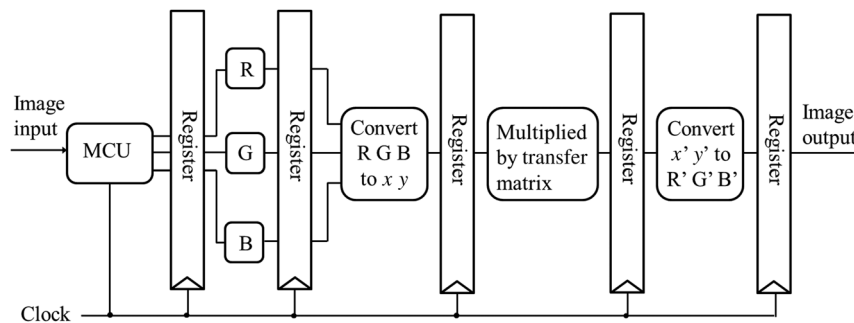 Image
input
MCU
Register
R
G
B
Register
Convert
R G B
to x y
Register
Multiplied
by transfer
matrix
Register
Convert
x’ y’ to
R’ G’ B’
Register
Image
output
Clock